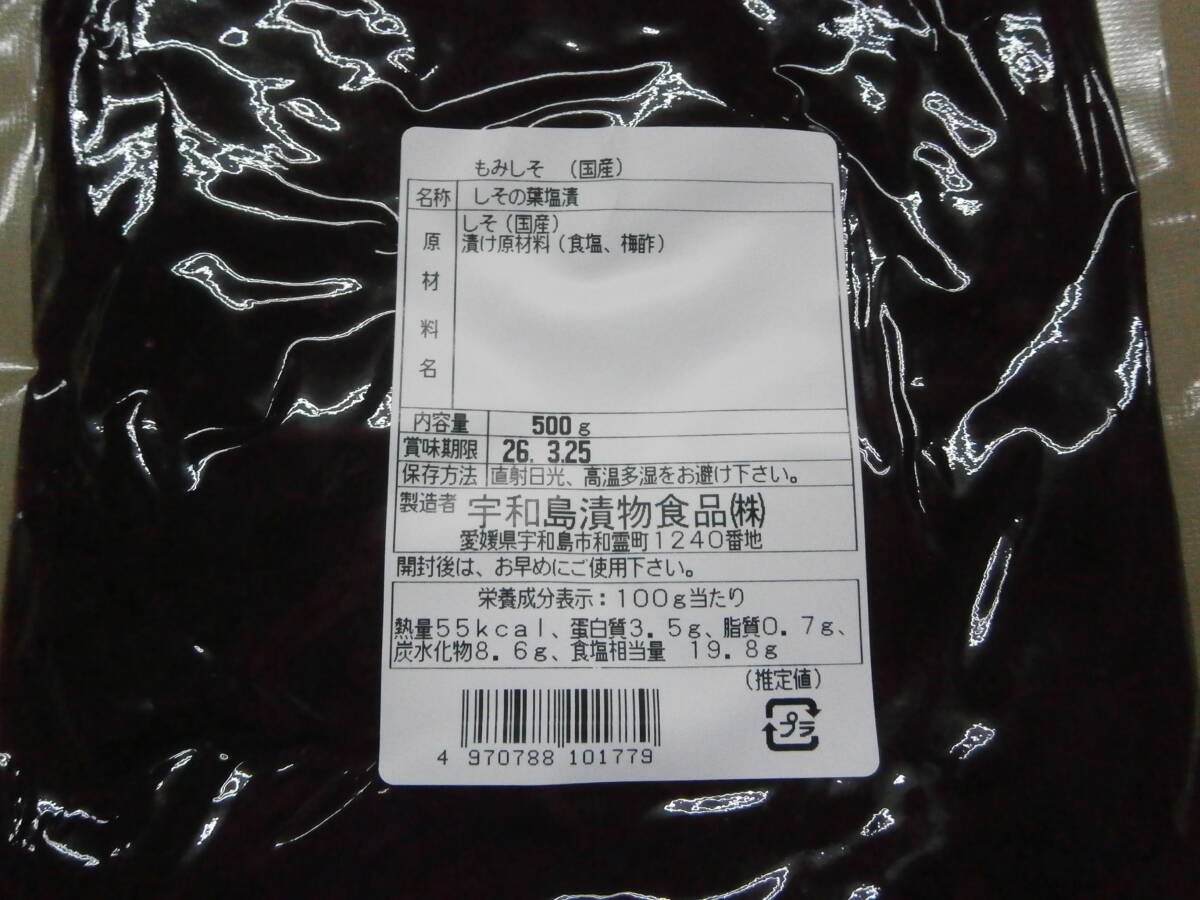 もみしそ （国産）
名称 しその葉塩漬
原材料名 しそ（国産）
漬け原材料（食塩、梅酢）
内容量 500g
賞味期限 26. 3.25
保存方法 直射日光、高温多湿をお避け下さい。
製造者 宇和島漬物食品㈱
愛媛県宇和島市和霊町1240番地
開封後は、お早めにご使用下さい。
栄養成分表示：100g当たり
熱量55kcal、蛋白質3.5g、脂質0.7g、
炭水化物8.6g、食塩相当量 19.8g
（推定値）
プラ
4 970788 101779